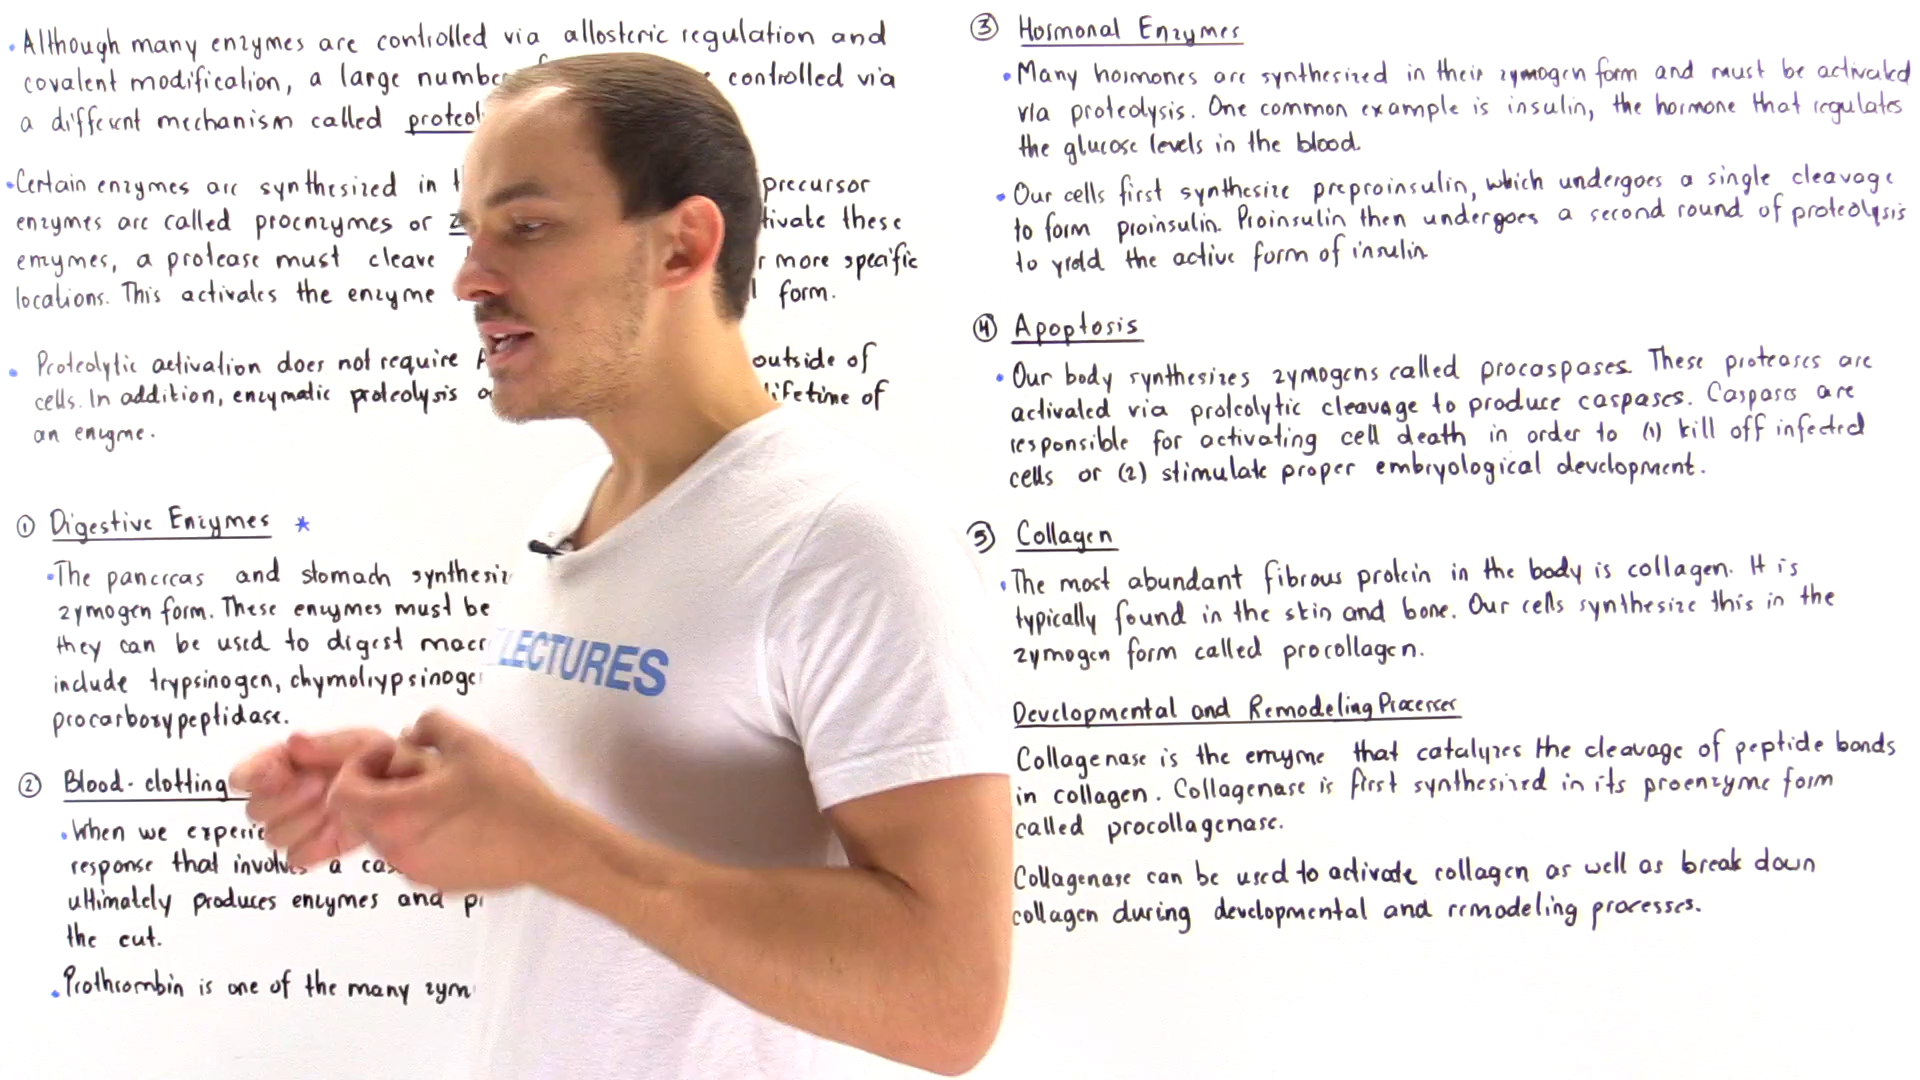 • Although many enzymes are controlled via allosteric regulation and
covalent modification, a large controlled via
a different mechanism called
• Certain enzymes are synthesized in precursor
enzymes are called proenzymes or these
enzymes, a protease must cleave more specific
locations. This activates the enzyme form.
• Proteolytic activation does not require outside of
cells. In addition, enzymatic proteolysis lifetime of
an enzyme.
① Digestive Enzymes *
• The pancreas and stomach
zymogen form. These enzymes must be
they can be used to digest
include trypsinogen,
procarboxypeptidase.
② Blood-clotting
• When we
response that involves a
ultimately produces enzymes and
the cut.
• Prothrombin is one of the many
LECTURES
③ Hormonal Enzymes
• Many hormones are synthesized in their zymogen form and must be activated
via proteolysis. One common example is insulin, the hormone that regulates
the glucose levels in the blood.
• Our cells first synthesize preproinsulin, which undergoes a single cleavage
to form proinsulin. Proinsulin then undergoes a second round of proteolysis
to yield the active form of insulin
④ Apoptosis
• Our body synthesizes zymogens called procaspases. These proteases are
activated via proteolytic cleavage to produce caspases. Caspases are
responsible for activating cell death in order to (1) kill off infected
cells or (2) stimulate proper embryological development.
③ Collagen
• The most abundant fibrous protein in the body is collagen. It is
typically found in the skin and bone. Our cells synthesize this in the
zymogen form called procollagen.
Developmental and Remodeling Processes
Collagenase is the enzyme that catalyzes the cleavage of peptide bonds
in collagen. Collagenase is first synthesized in its proenzyme form
called procollagenase.
Collagenase can be used to activate collagen as well as break down
collagen during developmental and remodeling processes.